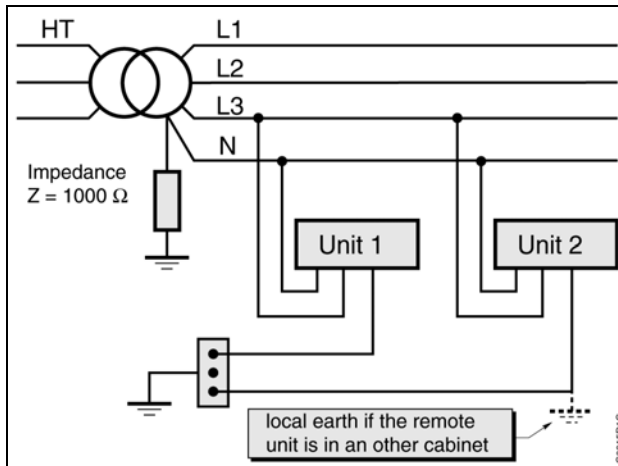 HT
L1
L2
L3
N
Impedance
Z = 1000 Ω
Unit 1
Unit 2
local earth if the remote
unit is in an other cabinet